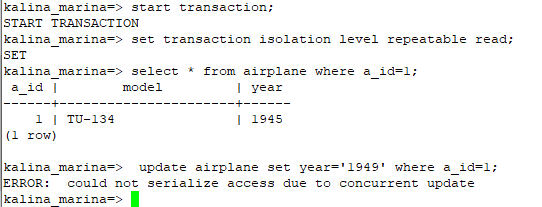 kalina_marina=> start transaction;
START TRANSACTION
kalina_marina=> set transaction isolation level repeatable read;
SET
kalina_marina=> select * from airplane where a_id=1;
 a_id |         model         | year
------+-----------------------+------
    1 | TU-134                | 1945
(1 row)

kalina_marina=>  update airplane set year='1949' where a_id=1;
ERROR:  could not serialize access due to concurrent update
kalina_marina=>